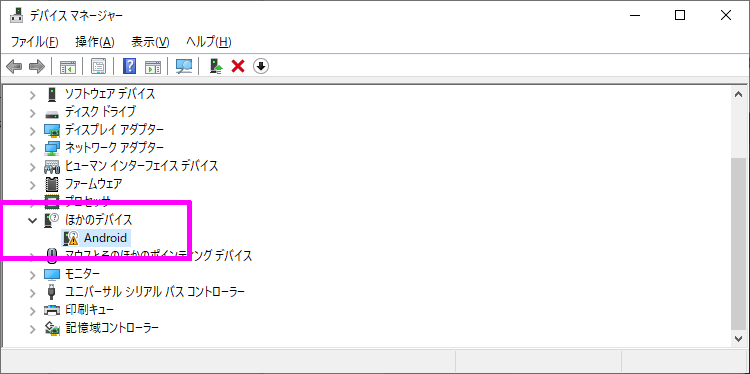 デバイス マネージャー
ファイル(F) 操作(A) 表示(V) ヘルプ(H)
ソフトウェア デバイス
ディスク ドライブ
ディスプレイ アダプター
ネットワーク アダプター
ヒューマン インターフェイス デバイス
ファームウェア
プロセッサ
ほかのデバイス
Android
マウスとそのほかのポインティング デバイス
モニター
ユニバーサル シリアル バス コントローラー
印刷キュー
記憶域コントローラー